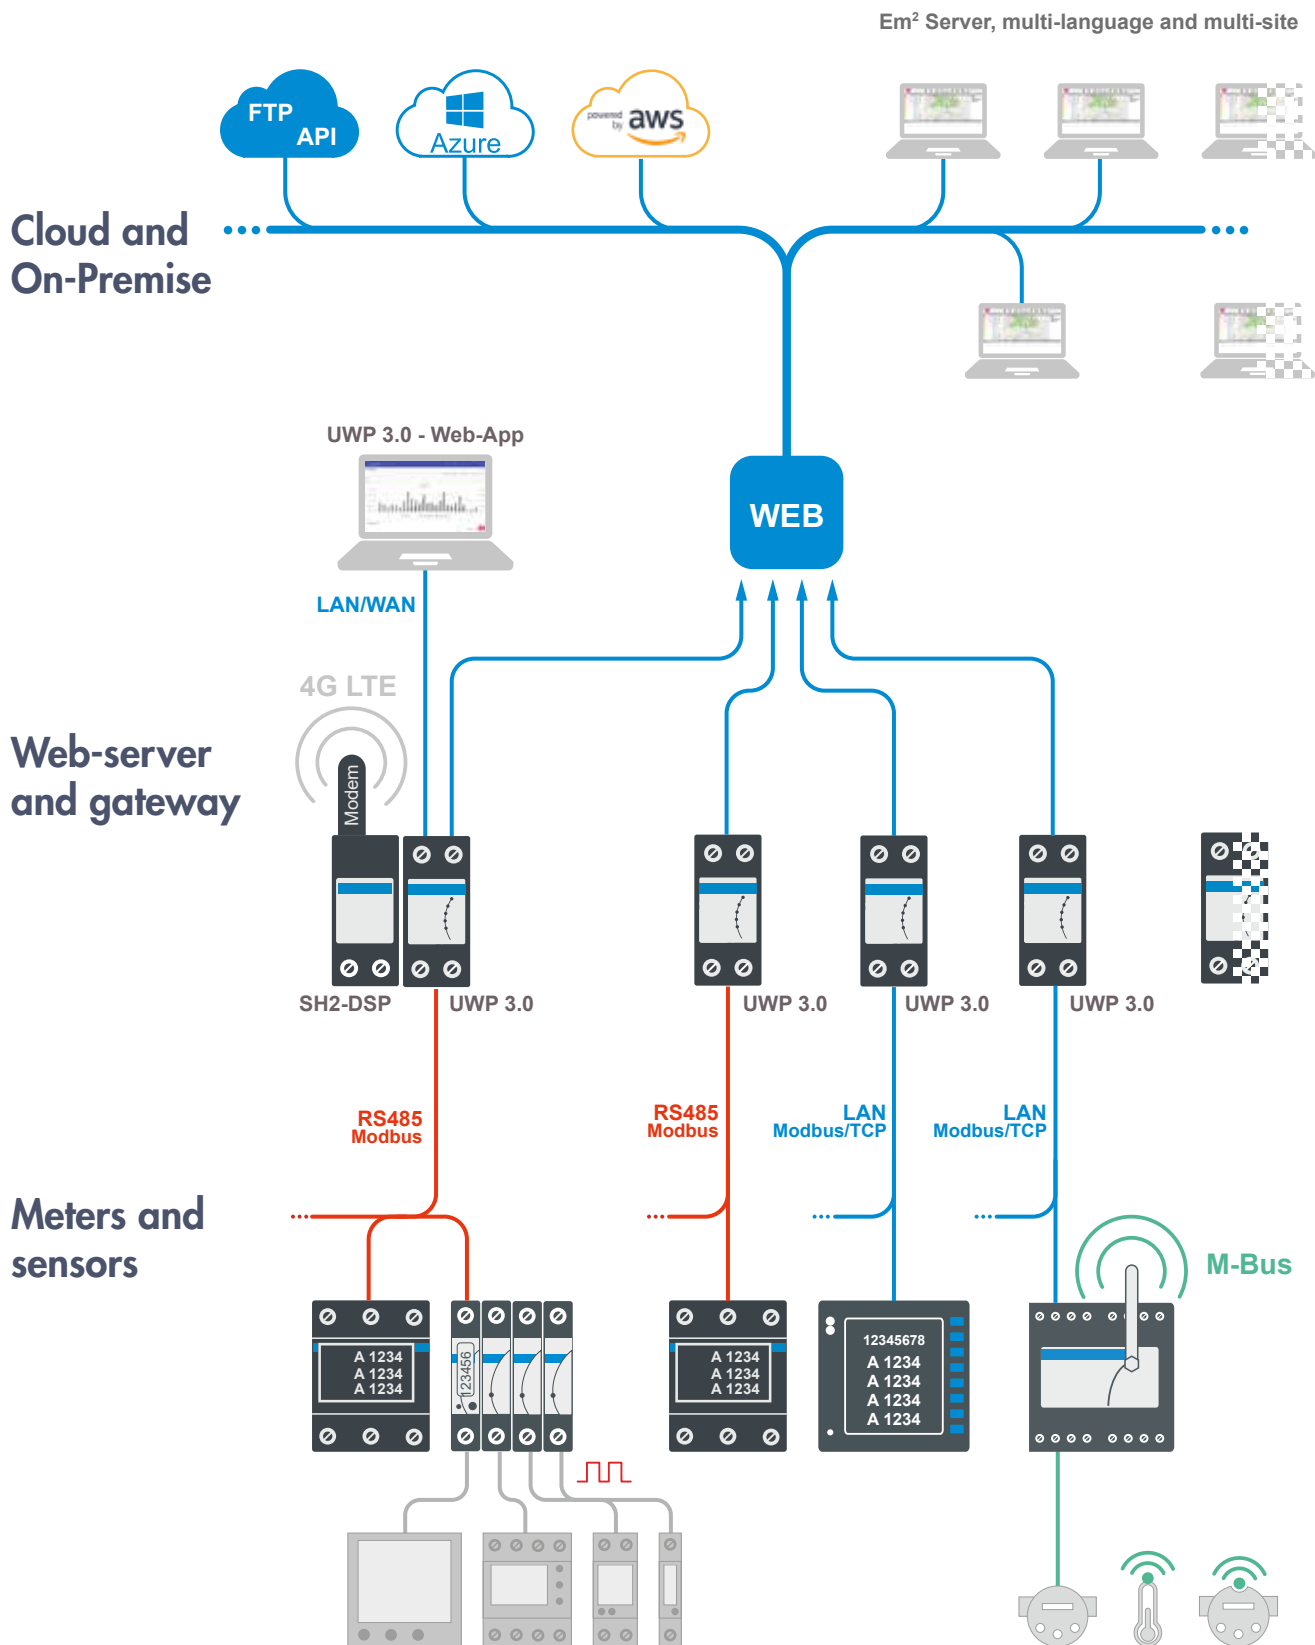 Em² Server, multi-language and multi-site
FTP
API
Azure
powered
by
aws
Cloud and
On-Premise
UWP 3.0 - Web-App
WEB
LAN/WAN
4G LTE
Web-server
and gateway
Modem
SH2-DSP
UWP 3.0
UWP 3.0
UWP 3.0
UWP 3.0
RS485
Modbus
RS485
Modbus
LAN
Modbus/TCP
LAN
Modbus/TCP
Meters and
sensors
M-Bus
A 1234
A 1234
A 1234
123456
A 1234
A 1234
A 1234
12345678
A 1234
A 1234
A 1234
A 1234